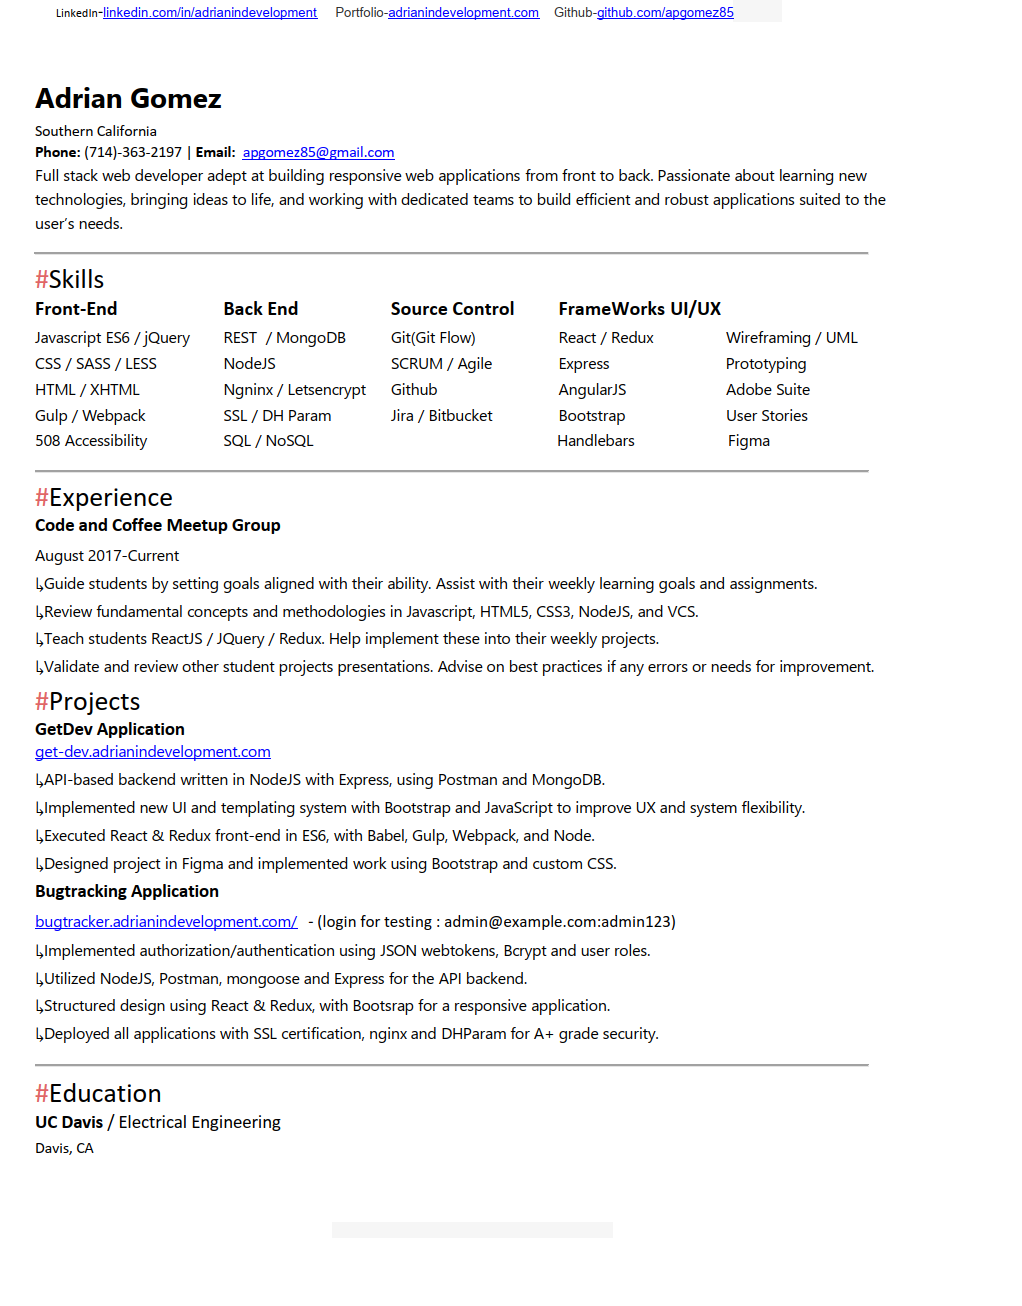 LinkedIn-linkedin.com/in/adrianindevelopment Portfolio-adrianindevelopment.com Github-github.com/apgomez85
Adrian Gomez
Southern California
Phone: (714)-363-2197 | Email: apgomez85@gmail.com
Full stack web developer adept at building responsive web applications from front to back. Passionate about learning new
technologies, bringing ideas to life, and working with dedicated teams to build efficient and robust applications suited to the
user's needs.
#Skills
Front-End Back End Source Control FrameWorks UI/UX
Javascript ES6 / jQuery REST / MongoDB Git(Git Flow) React / Redux Wireframing / UML
CSS / SASS / LESS NodeJS SCRUM / Agile Express Prototyping
HTML / XHTML Ngninx / Letsencrypt Github AngularJS Adobe Suite
Gulp / Webpack SSL / DH Param Jira / Bitbucket Bootstrap User Stories
508 Accessibility SQL / NoSQL Handlebars Figma
#Experience
Code and Coffee Meetup Group
August 2017-Current
↳Guide students by setting goals aligned with their ability. Assist with their weekly learning goals and assignments.
↳Review fundamental concepts and methodologies in Javascript, HTML5, CSS3, NodeJS, and VCS.
↳Teach students ReactJS / JQuery / Redux. Help implement these into their weekly projects.
↳Validate and review other student projects presentations. Advise on best practices if any errors or needs for improvement.
#Projects
GetDev Application
get-dev.adrianindevelopment.com
↳API-based backend written in NodeJS with Express, using Postman and MongoDB.
↳Implemented new UI and templating system with Bootstrap and JavaScript to improve UX and system flexibility.
↳Executed React & Redux front-end in ES6, with Babel, Gulp, Webpack, and Node.
↳Designed project in Figma and implemented work using Bootstrap and custom CSS.
Bugtracking Application
bugtracker.adrianindevelopment.com/ - (login for testing : admin@example.com:admin123)
↳Implemented authorization/authentication using JSON webtokens, Bcrypt and user roles.
↳Utilized NodeJS, Postman, mongoose and Express for the API backend.
↳Structured design using React & Redux, with Bootsrap for a responsive application.
↳Deployed all applications with SSL certification, nginx and DHParam for A+ grade security.
#Education
UC Davis / Electrical Engineering
Davis, CA